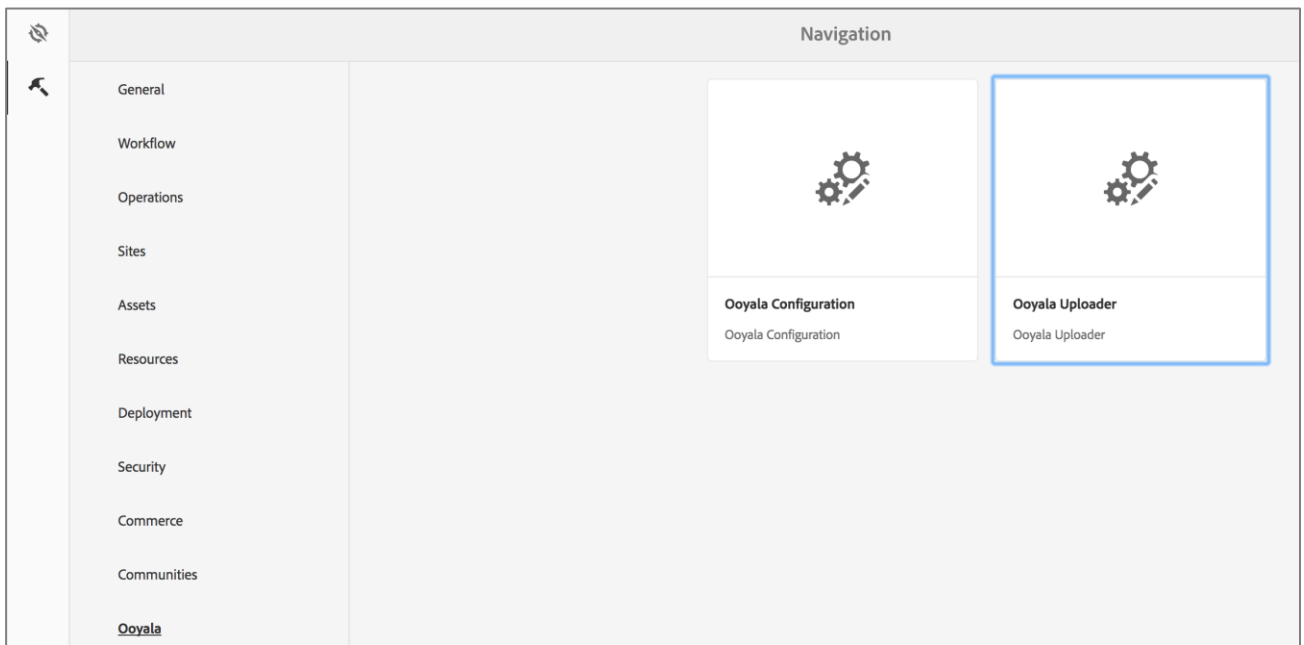 Navigation
General
Workflow
Operations
Sites
Assets
Resources
Deployment
Security
Commerce
Communities
Ooyala
Ooyala Configuration
Ooyala Configuration
Ooyala Uploader
Ooyala Uploader